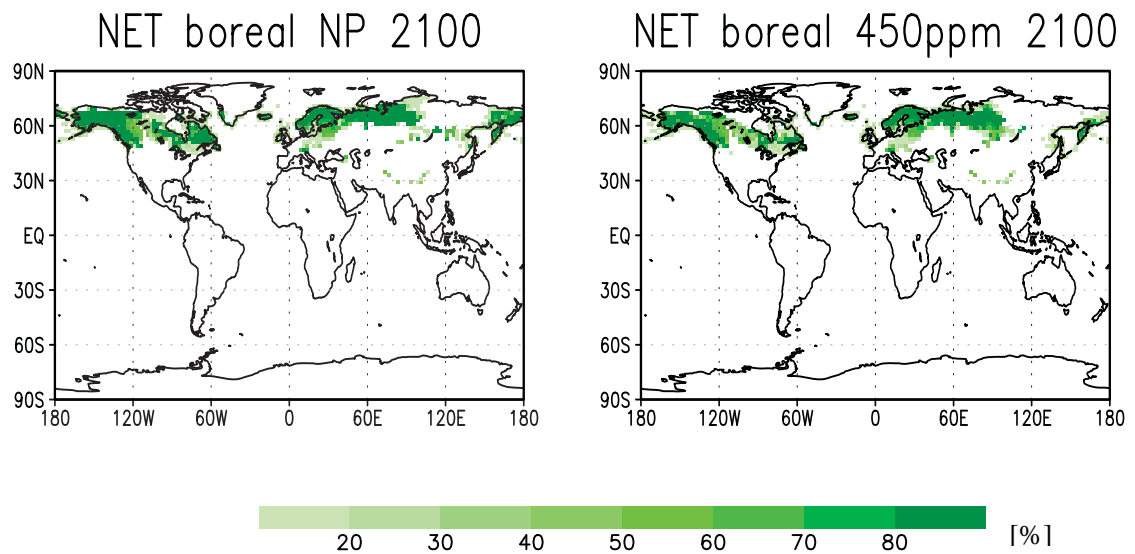 NET boreal NP 2100
NET boreal 450ppm 2100
90N
60N
30N
EQ
30S
60S
90S
180 120W 60W 0 60E 120E 180
90N
60N
30N
EQ
30S
60S
90S
180 120W 60W 0 60E 120E 180
20 30 40 50 60 70 80 [%]